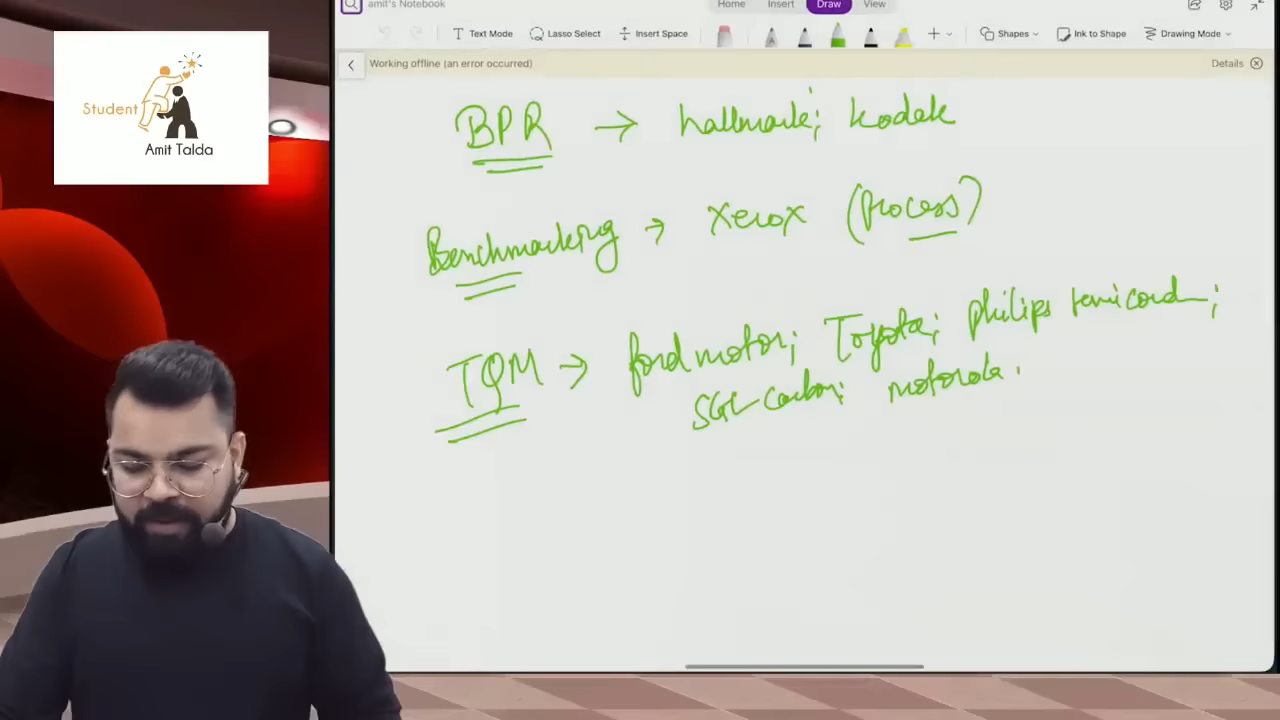 amit's Notebook
Home Insert Draw View
Text Mode Lasso Select Insert Space Shapes Ink to Shape Drawing Mode
Working offline (an error occurred) Details
Student
Amit Talda
BPR → hallmark; kodak
Benchmarking → Xerox (Process)
TQM → ford motor; Toyota; philips semicond;
SGL carbon; motorola.